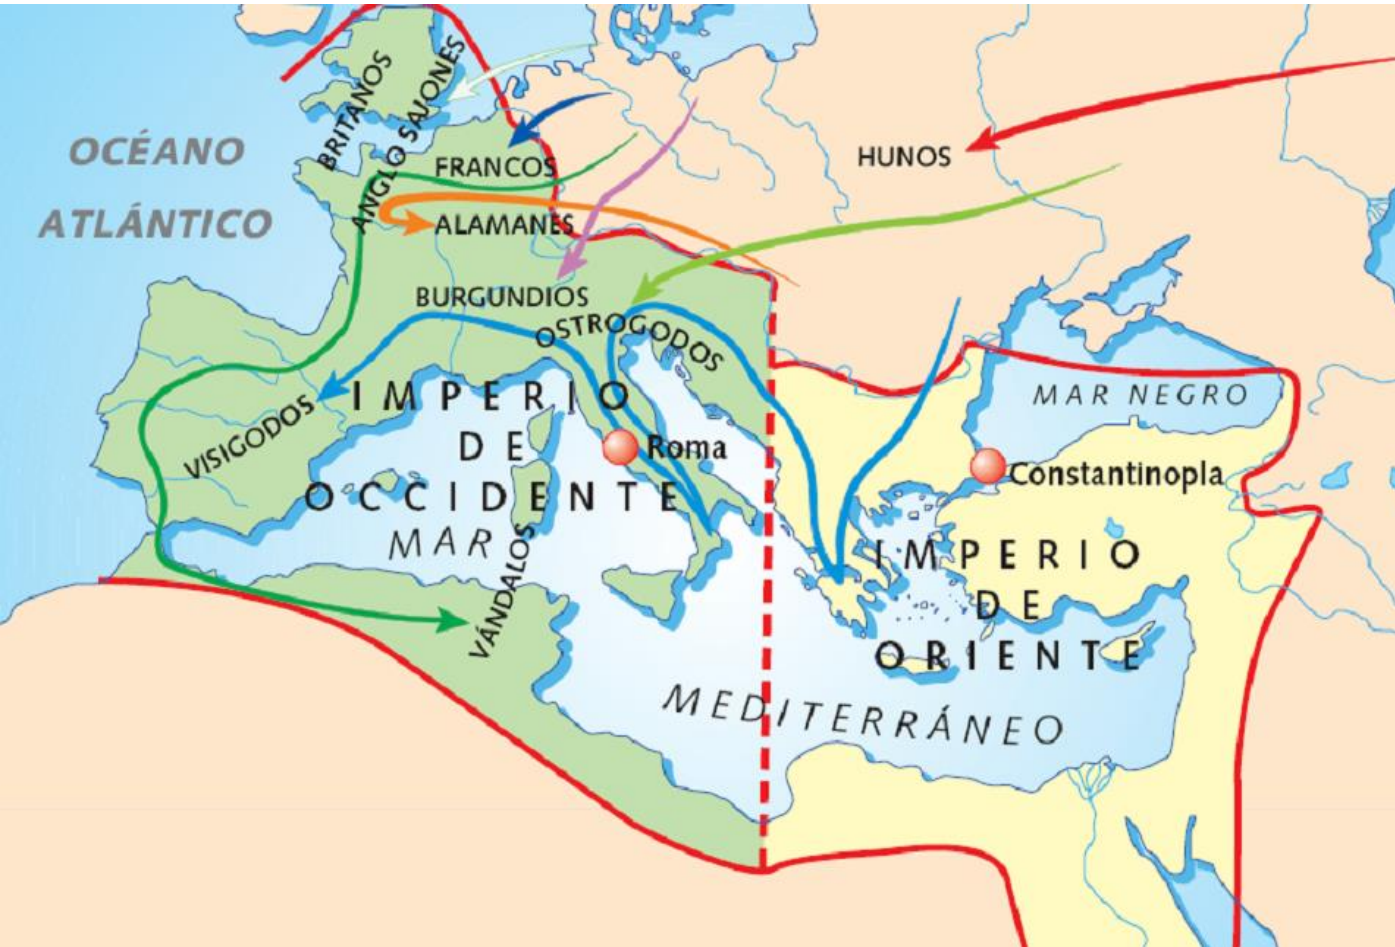 BRITANOS
ANGLO SAJONES
OCÉANO
ATLÁNTICO
FRANCOS
HUNOS
ALAMANES
BURGUNDIOS
OSTROGODOS
VISIGODOS
IMPERIO
DE
OCCIDENTE
Roma
MAR NEGRO
Constantinopla
IMPERIO
DE
ORIENTE
VÁNDALOS
MAR
MEDITERRÁNEO